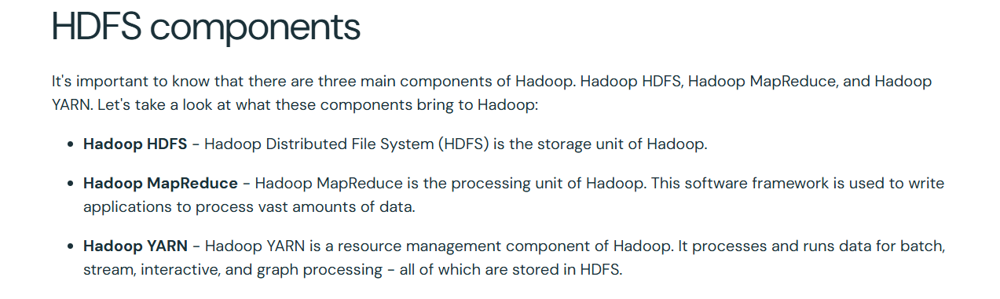 HDFS components
It's important to know that there are three main components of Hadoop. Hadoop HDFS, Hadoop MapReduce, and Hadoop
YARN. Let's take a look at what these components bring to Hadoop:
• Hadoop HDFS - Hadoop Distributed File System (HDFS) is the storage unit of Hadoop.
• Hadoop MapReduce - Hadoop MapReduce is the processing unit of Hadoop. This software framework is used to write
applications to process vast amounts of data.
• Hadoop YARN - Hadoop YARN is a resource management component of Hadoop. It processes and runs data for batch,
stream, interactive, and graph processing - all of which are stored in HDFS.